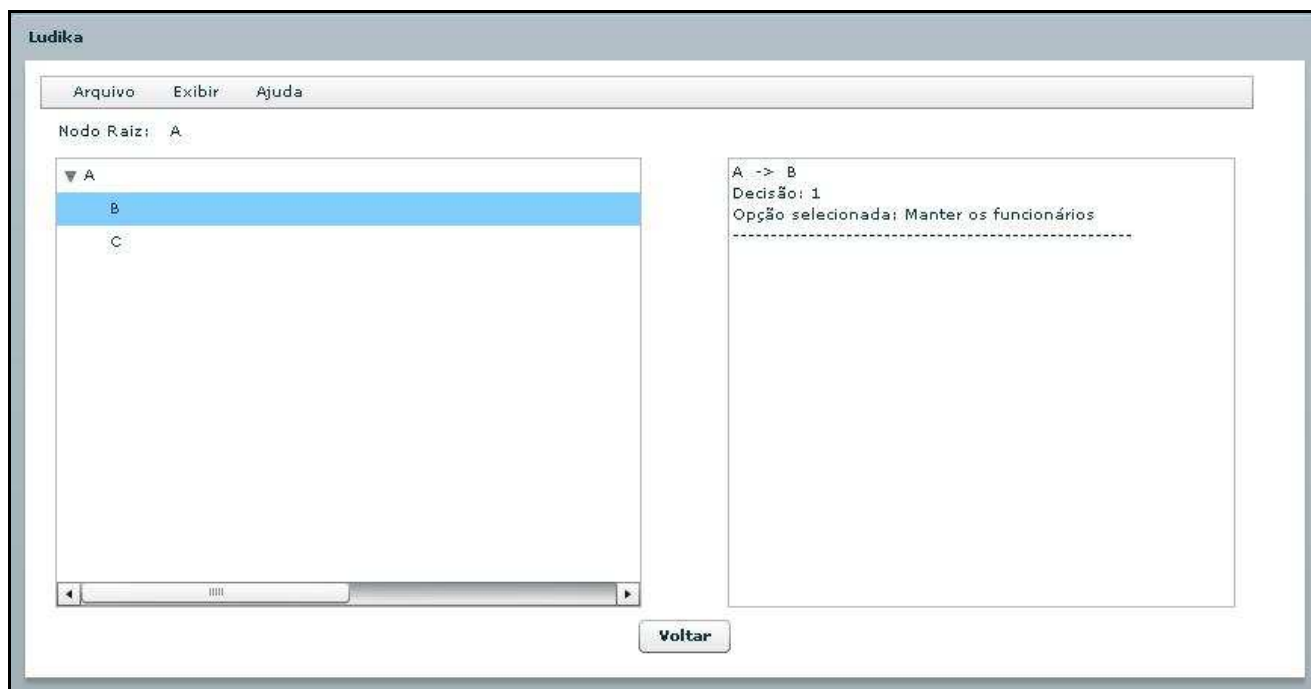 Ludika
Arquivo Exibir Ajuda
Nodo Raiz: A
A
B
C
A -> B
Decisão: 1
Opção selecionada: Manter os funcionários
----------------------------------------------------
Voltar